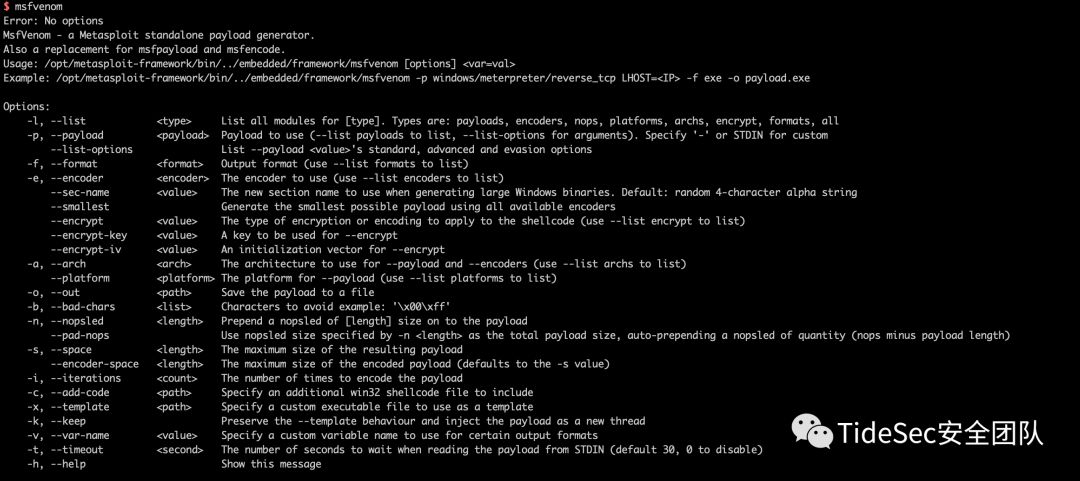 $ msfvenom
Error: No options
MsfVenom - a Metasploit standalone payload generator.
Also a replacement for msfpayload and msfencode.
Usage: /opt/metasploit-framework/bin/../embedded/framework/msfvenom [options] <var=val>
Example: /opt/metasploit-framework/bin/../embedded/framework/msfvenom -p windows/meterpreter/reverse_tcp LHOST=<IP> -f exe -o payload.exe
Options:
-l, --list <type> List all modules for [type]. Types are: payloads, encoders, nops, platforms, archs, encrypt, formats, all
-p, --payload <payload> Payload to use (--list payloads to list, --list-options for arguments). Specify '-' or STDIN for custom
--list-options List --payload <value>'s standard, advanced and evasion options
-f, --format <format> Output format (use --list formats to list)
-e, --encoder <encoder> The encoder to use (use --list encoders to list)
--sec-name <value> The new section name to use when generating large Windows binaries. Default: random 4-character alpha string
--smallest Generate the smallest possible payload using all available encoders
--encrypt <value> The type of encryption or encoding to apply to the shellcode (use --list encrypt to list)
--encrypt-key <value> A key to be used for --encrypt
--encrypt-iv <value> An initialization vector for --encrypt
-a, --arch <arch> The architecture to use for --payload and --encoders (use --list archs to list)
--platform <platform> The platform for --payload (use --list platforms to list)
-o, --out <path> Save the payload to a file
-b, --bad-chars <list> Characters to avoid example: '\x00\xff'
-n, --nopsled <length> Prepend a nopsled of [length] size on to the payload
--pad-nops Use nopsled size specified by -n <length> as the total payload size, auto-prepending a nopsled of quantity (nops minus payload length)
-s, --space <length> The maximum size of the resulting payload
--encoder-space <length> The maximum size of the encoded payload (defaults to the -s value)
-i, --iterations <count> The number of times to encode the payload
-c, --add-code <path> Specify an additional win32 shellcode file to include
-x, --template <path> Specify a custom executable file to use as a template
-k, --keep Preserve the --template behaviour and inject the payload as a new thread
-v, --var-name <value> Specify a custom variable name to use for certain output formats
-t, --timeout <second> The number of seconds to wait when reading the payload from STDIN (default 30, 0 to disable)
-h, --help Show this message
TideSec安全团队